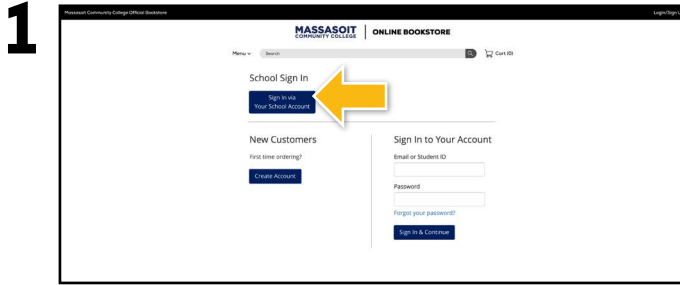 1
Massasoit Community College Official Bookstore
Login/Sign U
MASSASOIT
COMMUNITY COLLEGE
ONLINE BOOKSTORE
Menu
Search
Cart (0)
School Sign In
Sign In via
Your School Account
New Customers
First time ordering?
Create Account
Sign In to Your Account
Email or Student ID
Password
Forgot your password?
Sign In & Continue